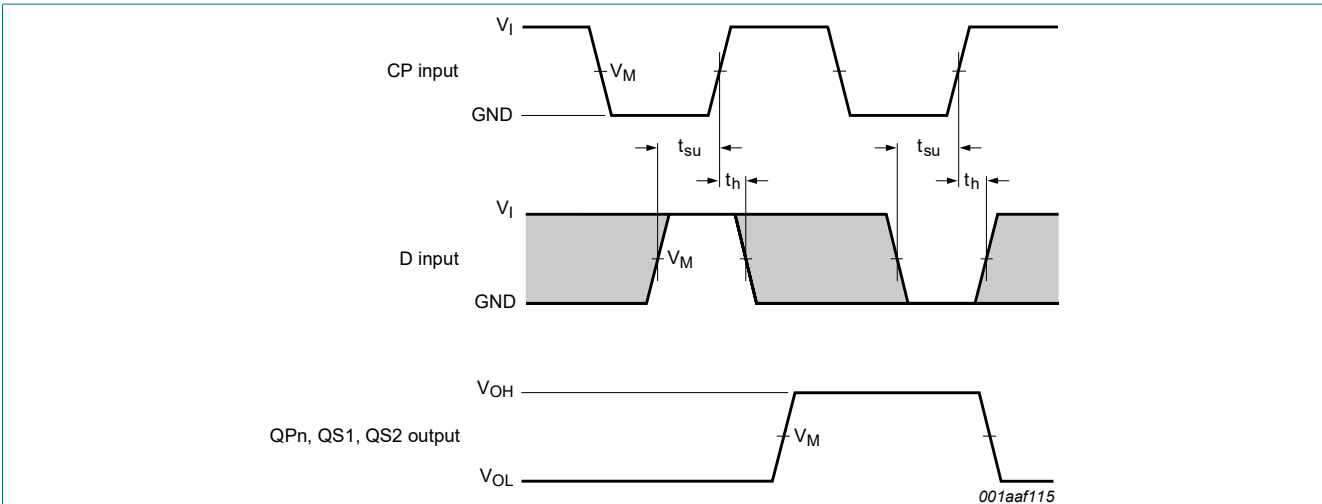 V_I
CP input
V_M
GND
t_su t_su
t_h t_h
V_I
D input
V_M
GND
V_OH
QPn, QS1, QS2 output
V_M
V_OL
001aaf115